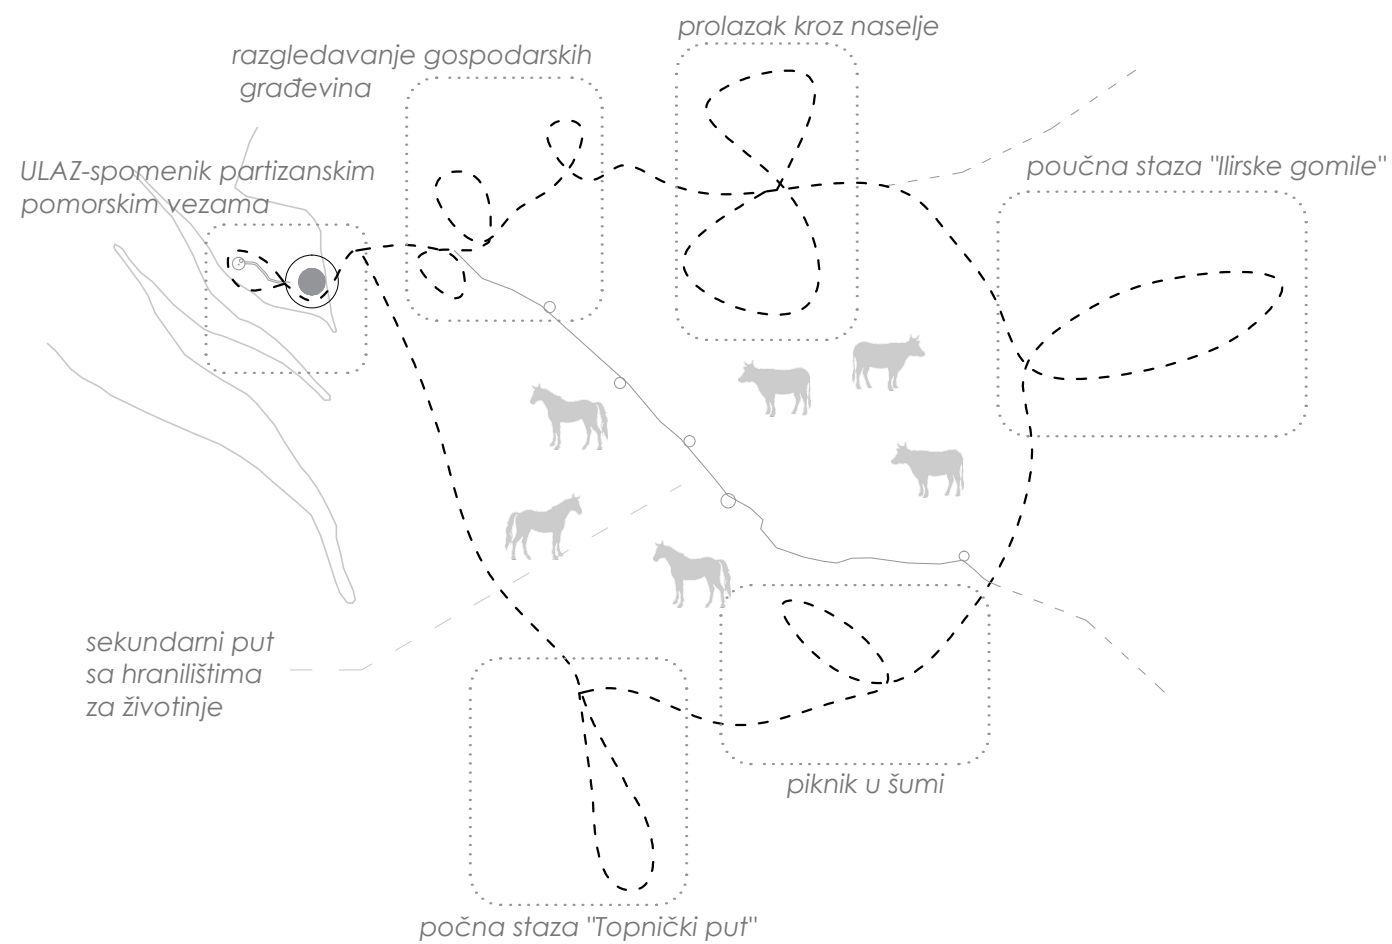 prolazak kroz naselje
razgledavanje gospodarskih
građevina
ULAZ-spomenik partizanskim
pomorskim vezama
poučna staza "Ilirske gomile"
sekundarni put
sa hranilištima
za životinje
piknik u šumi
počna staza "Topnički put"